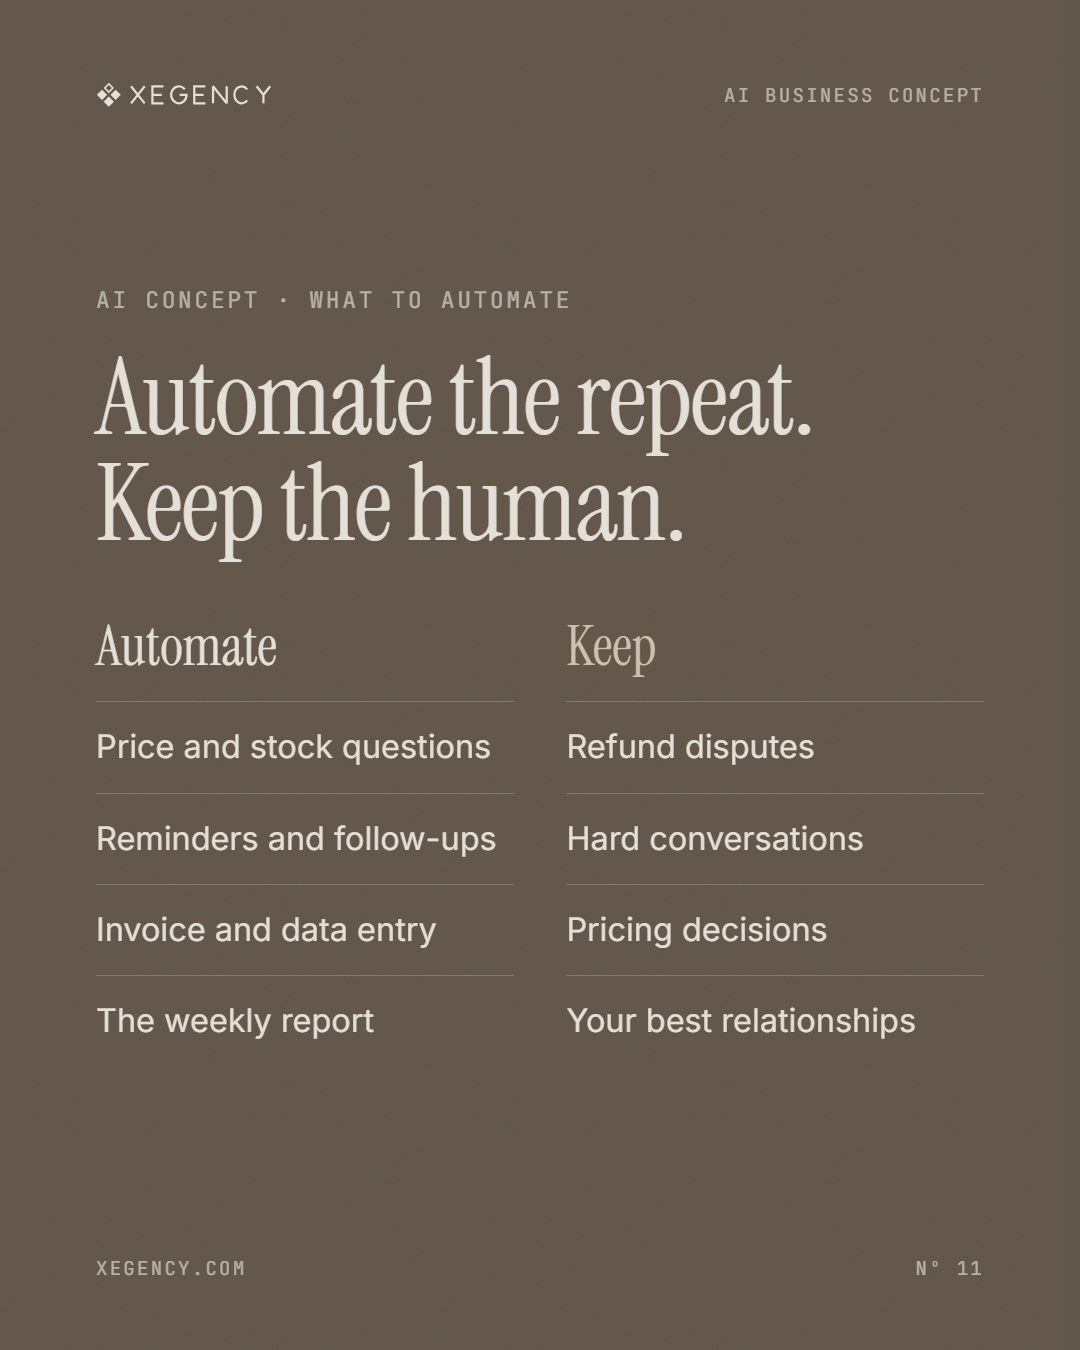 XEGENCY
AI BUSINESS CONCEPT
AI CONCEPT · WHAT TO AUTOMATE
Automate the repeat.
Keep the human.
Automate
Price and stock questions
Reminders and follow-ups
Invoice and data entry
The weekly report
Keep
Refund disputes
Hard conversations
Pricing decisions
Your best relationships
XEGENCY.COM
Nº 11